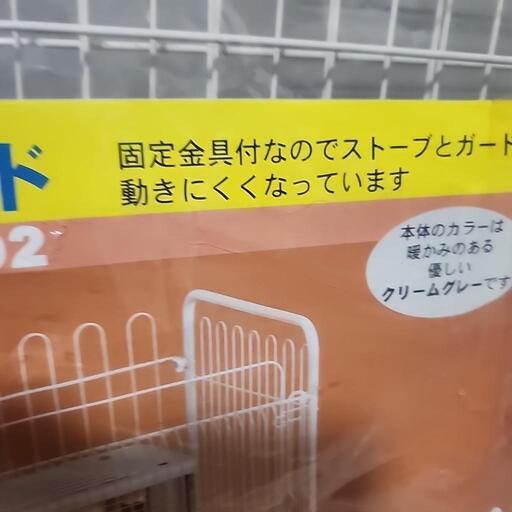 固定金具付なのでストーブとガード
動きにくくなっています
ド
02
本体のカラーは
暖かみのある
優しい
クリームグレーです